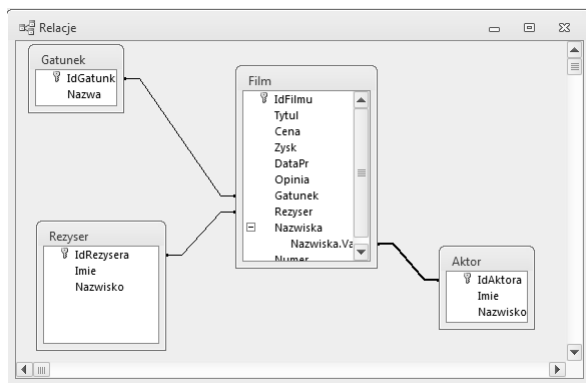 Relacje
Gatunek
IdGatunk
Nazwa
Film
IdFilmu
Tytul
Cena
Zysk
DataPr
Opinia
Gatunek
Rezyser
Nazwiska
Nazwiska.Va
Numer
Rezyser
IdRezysera
Imie
Nazwisko
Aktor
IdAktora
Imie
Nazwisko